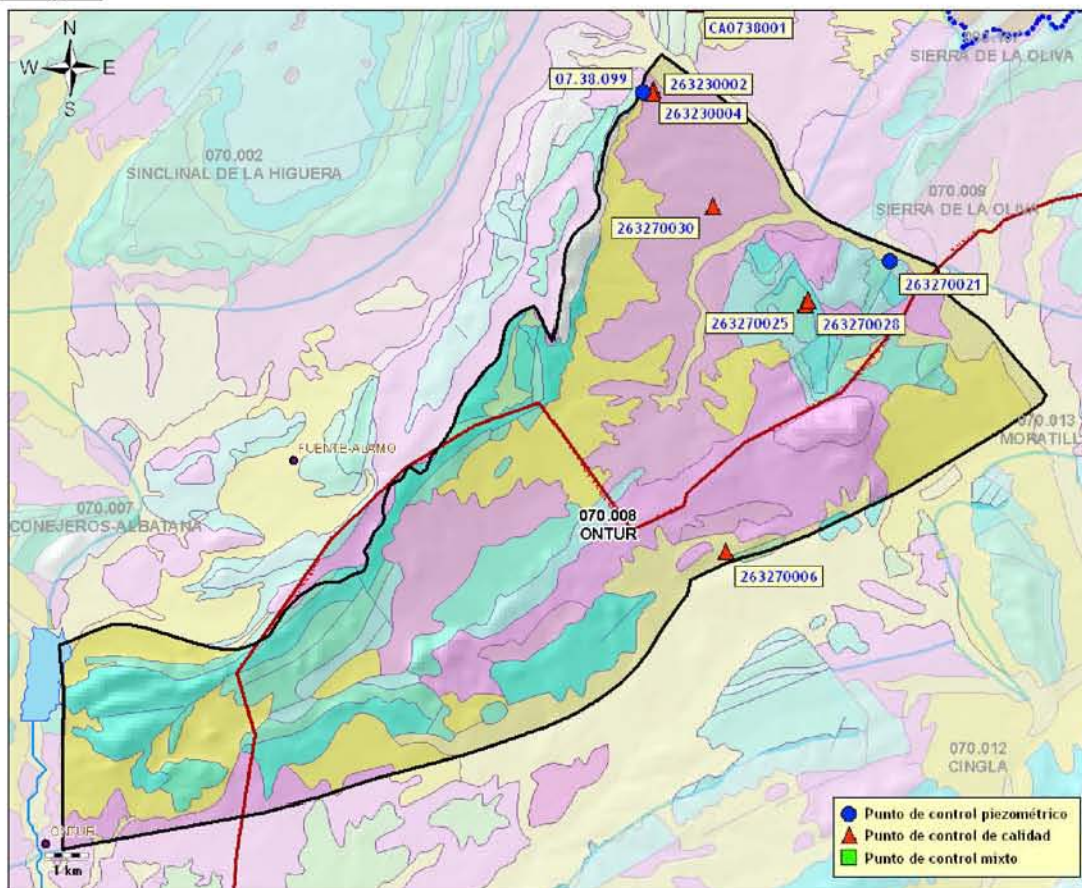 CA0738001
N
W E
S
SIERRA DE LA OLIVA
07.38.099
263230002
263230004
070.002
SINCLINAL DE LA HIGUERA
070.009
SIERRA DE LA OLIVA
263270030
263270021
263270025
263270028
070.013
MORATILL
FUENTE-ALAMO
070.007
CONEJEROS-ALBATANA
070.008
ONTUR
263270006
070.012
CINGLA
ONTUR
1 km
Punto de control piezométrico
Punto de control de calidad
Punto de control mixto